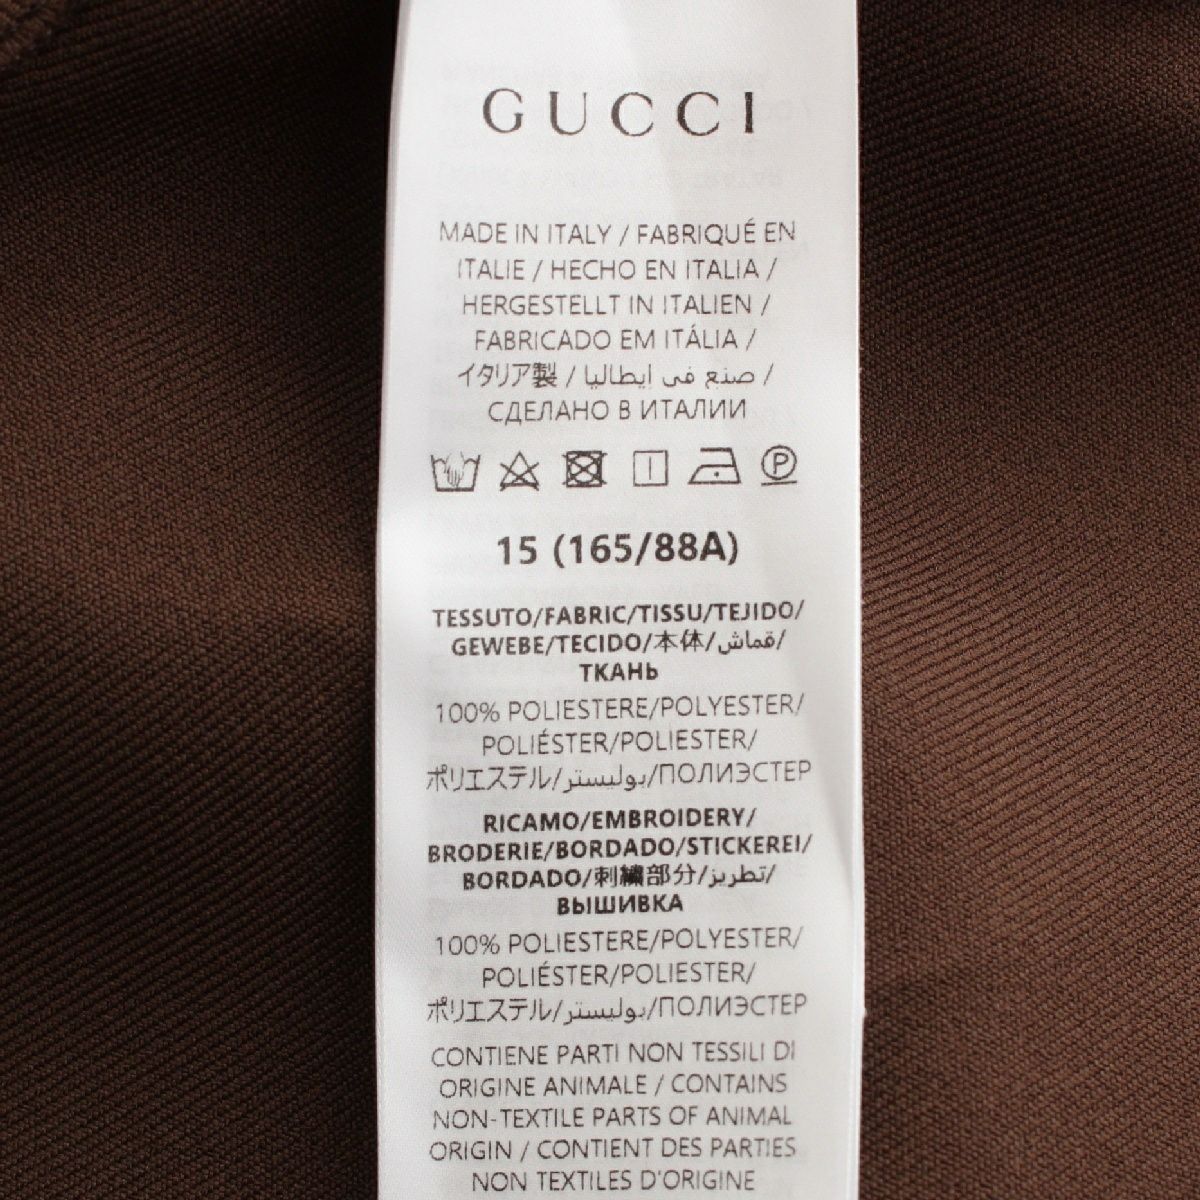 GUCCI
MADE IN ITALY / FABRIQUÉ EN
ITALIE / HECHO EN ITALIA /
HERGESTELLT IN ITALIEN /
FABRICADO EM ITÁLIA /
イタリア製 / صنع في إيطاليا /
СДЕЛАНО В ИТАЛИИ
P
15 (165/88A)
TESSUTO/FABRIC/TISSU/TEJIDO/
GEWEBE/TECIDO/本体/قماش/
ТКАНЬ
100% POLIESTERE/POLYESTER/
POLIÉSTER/POLIESTER/
ポリエステル/بوليستر/ПОЛИЭСТЕР
RICAMO/EMBROIDERY/
BRODERIE/BORDADO/STICKEREI/
BORDADO/刺繍部分/تطريز/
ВЫШИВКА
100% POLIESTERE/POLYESTER/
POLIÉSTER/POLIESTER/
ポリエステル/بوليستر/ПОЛИЭСТЕР
CONTIENE PARTI NON TESSILI DI
ORIGINE ANIMALE / CONTAINS
NON-TEXTILE PARTS OF ANIMAL
ORIGIN / CONTIENT DES PARTIES
NON TEXTILES D'ORIGINE